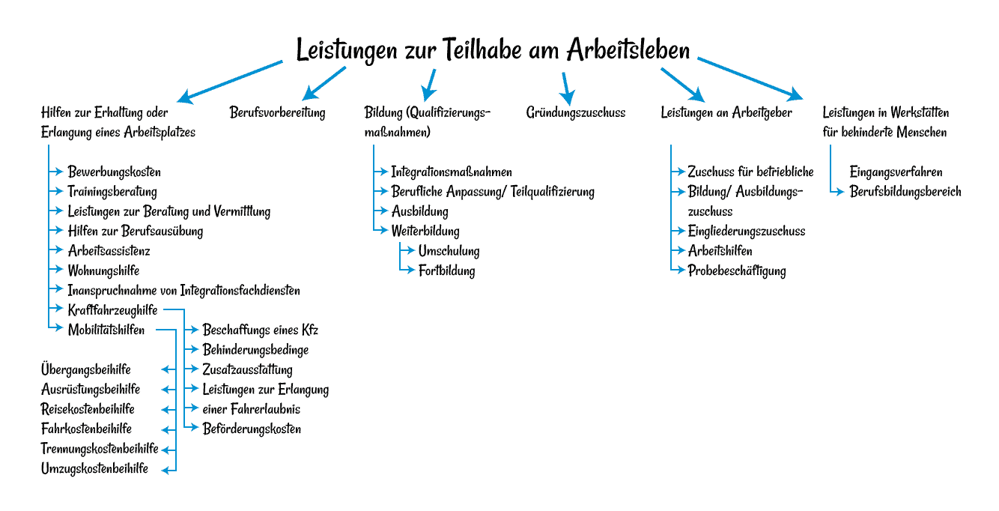 Leistungen zur Teilhabe am Arbeitsleben
Hilfen zur Erhaltung oder
Erlangung eines Arbeitsplatzes
Bewerbungskosten
Trainingsberatung
Leistungen zur Beratung und Vermittlung
Hilfen zur Berufsausübung
Arbeitsassistenz
Wohnungshilfe
Inanspruchnahme von Integrationsfachdiensten
Kraftfahrzeughilfe
Mobilitätshilfen
Beschaffungs eines Kfz
Behinderungsbedinge
Zusatzausstattung
Leistungen zur Erlangung
einer Fahrerlaubnis
Beförderungskosten
Übergangsbeihilfe
Ausrüstungsbeihilfe
Reisekostenbeihilfe
Fahrkostenbeihilfe
Trennungskostenbeihilfe
Umzugskostenbeihilfe
Berufsvorbereitung
Bildung (Qualifizierungs-
maßnahmen)
Integrationsmaßnahmen
Berufliche Anpassung/ Teilqualifizierung
Ausbildung
Weiterbildung
Umschulung
Fortbildung
Gründungszuschuss
Leistungen an Arbeitgeber
Zuschuss für betriebliche
Bildung/ Ausbildungs-
zuschuss
Eingliederungszuschuss
Arbeitshilfen
Probebeschäftigung
Leistungen in Werkstätten
für behinderte Menschen
Eingangsverfahren
Berufsbildungsbereich